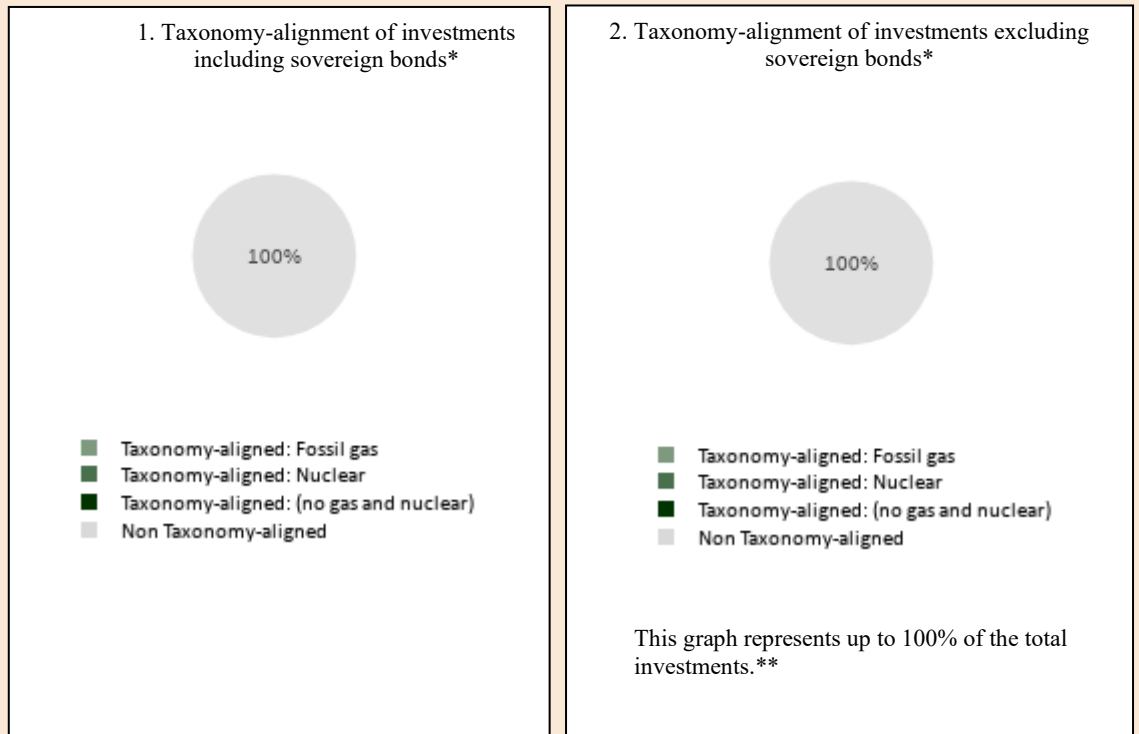 1. Taxonomy-alignment of investments
including sovereign bonds*
100%
Taxonomy-aligned: Fossil gas
Taxonomy-aligned: Nuclear
Taxonomy-aligned: (no gas and nuclear)
Non Taxonomy-aligned
2. Taxonomy-alignment of investments excluding
sovereign bonds*
100%
Taxonomy-aligned: Fossil gas
Taxonomy-aligned: Nuclear
Taxonomy-aligned: (no gas and nuclear)
Non Taxonomy-aligned
This graph represents up to 100% of the total
investments.**